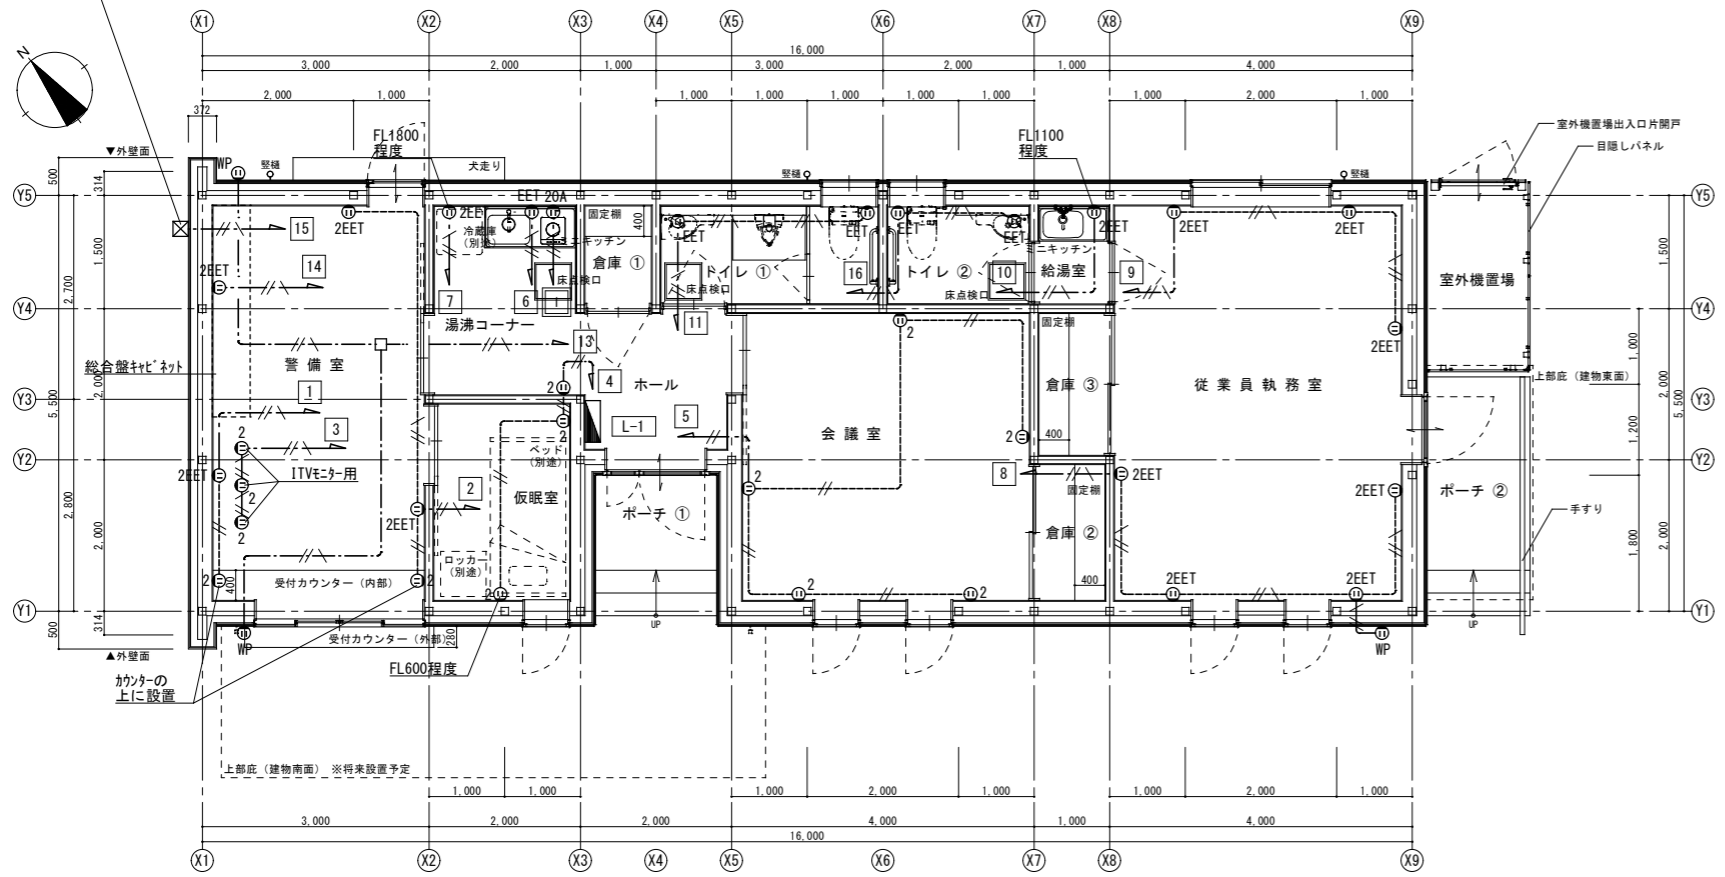 X1 X2 X3 X4 X5 X6 X7 X8 X9
16,000
3,000 2,000 1,000 3,000 2,000 1,000 4,000
2,000 1,000 1,000 1,000 1,000 1,000 1,000 1,000 2,000 1,000
N
372
FL1800
程度
FL1100
程度
室外機置場出入口片開戸
目隠しパネル
▼外壁面
WP
竪樋
犬走り
竪樋
竪樋
500
314
Y5
Y5
EET 20A
2EET
2EET
冷蔵庫
(別途)
ミニキッチン
固定棚
400
EET
EET
EET
EET
ミニキッチン
EET
2EET
2EET
15
14
1,500
2,700
倉庫 ①
トイレ ①
16
トイレ ②
10
給湯室
9
室外機置場
1,500
2EET
床点検口
床点検口
床点検口
7
6
11
Y4
Y4
湯沸コーナー
2
固定棚
13
2EET
総合盤キャビネット
警備室
2,000
5,500
1
4
2
ホール
倉庫 ③
従業員執務室
上部庇（建物東面）
1,000
2,000
5,500
Y3
Y3
3
2
5
L-1
会議室
2
400
1,200
2
ベッド
(別途)
Y2
Y2
2EET
ITVモニター用
2
2
2
仮眠室
2
8
2EET
固定棚
2EET
ポーチ ②
2,800
2,000
2EET
ポーチ ①
倉庫 ②
手すり
1,800
2,000
ロッカー
(別途)
2
400
受付カウンター（内部）
2
2
2
2
400
2EET
2EET
Y1
Y1
314
500
受付カウンター（外部）
280
UP
UP
WP
WP
▲外壁面
FL600程度
カウンターの
上に設置
上部庇（建物南面） ※将来設置予定
1,000 1,000 1,000 2,000 1,000 1,000 2,000 1,000
3,000 2,000 2,000 4,000 1,000 4,000
16,000
X1 X2 X3 X4 X5 X6 X7 X8 X9